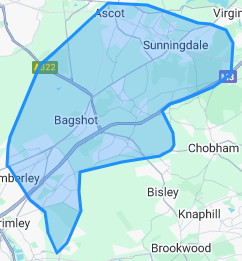 Ascot
Virgin
Sunningdale
A322
M3
Bagshot
Chobham
mberley
Bisley
Knaphill
rimley
Brookwood